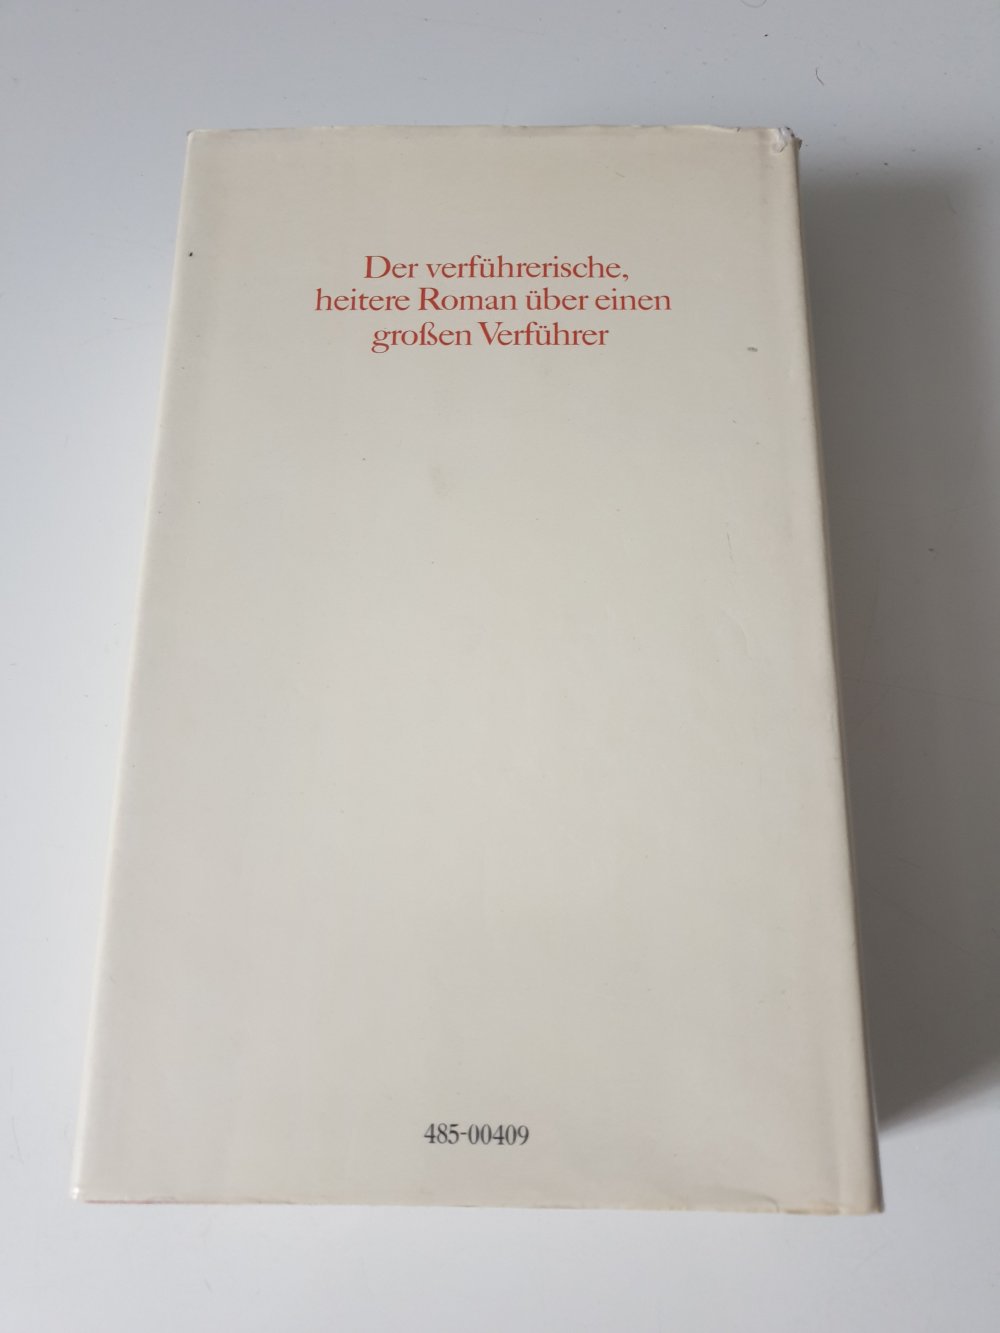 Der verführerische,
heitere Roman über einen
großen Verführer
485-00409